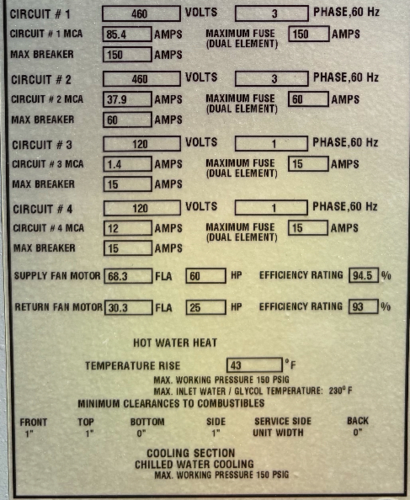 CIRCUIT # 1 460 VOLTS 3 PHASE,60 Hz
CIRCUIT # 1 MCA 85.4 AMPS MAXIMUM FUSE 150 AMPS
(DUAL ELEMENT)
MAX BREAKER 150 AMPS
CIRCUIT # 2 460 VOLTS 3 PHASE,60 Hz
CIRCUIT # 2 MCA 37.9 AMPS MAXIMUM FUSE 60 AMPS
(DUAL ELEMENT)
MAX BREAKER 60 AMPS
CIRCUIT # 3 120 VOLTS 1 PHASE,60 Hz
CIRCUIT # 3 MCA 1.4 AMPS MAXIMUM FUSE 15 AMPS
(DUAL ELEMENT)
MAX BREAKER 15 AMPS
CIRCUIT # 4 120 VOLTS 1 PHASE,60 Hz
CIRCUIT # 4 MCA 12 AMPS MAXIMUM FUSE 15 AMPS
(DUAL ELEMENT)
MAX BREAKER 15 AMPS
SUPPLY FAN MOTOR 68.3 FLA 60 HP EFFICIENCY RATING 94.5 %
RETURN FAN MOTOR 30.3 FLA 25 HP EFFICIENCY RATING 93 %
HOT WATER HEAT
TEMPERATURE RISE 43 °F
MAX. WORKING PRESSURE 150 PSIG
MAX. INLET WATER / GLYCOL TEMPERATURE: 230° F
MINIMUM CLEARANCES TO COMBUSTIBLES
FRONT TOP BOTTOM SIDE SERVICE SIDE BACK
1" 1" 0" 1" UNIT WIDTH 0"
COOLING SECTION
CHILLED WATER COOLING
MAX. WORKING PRESSURE 150 PSIG